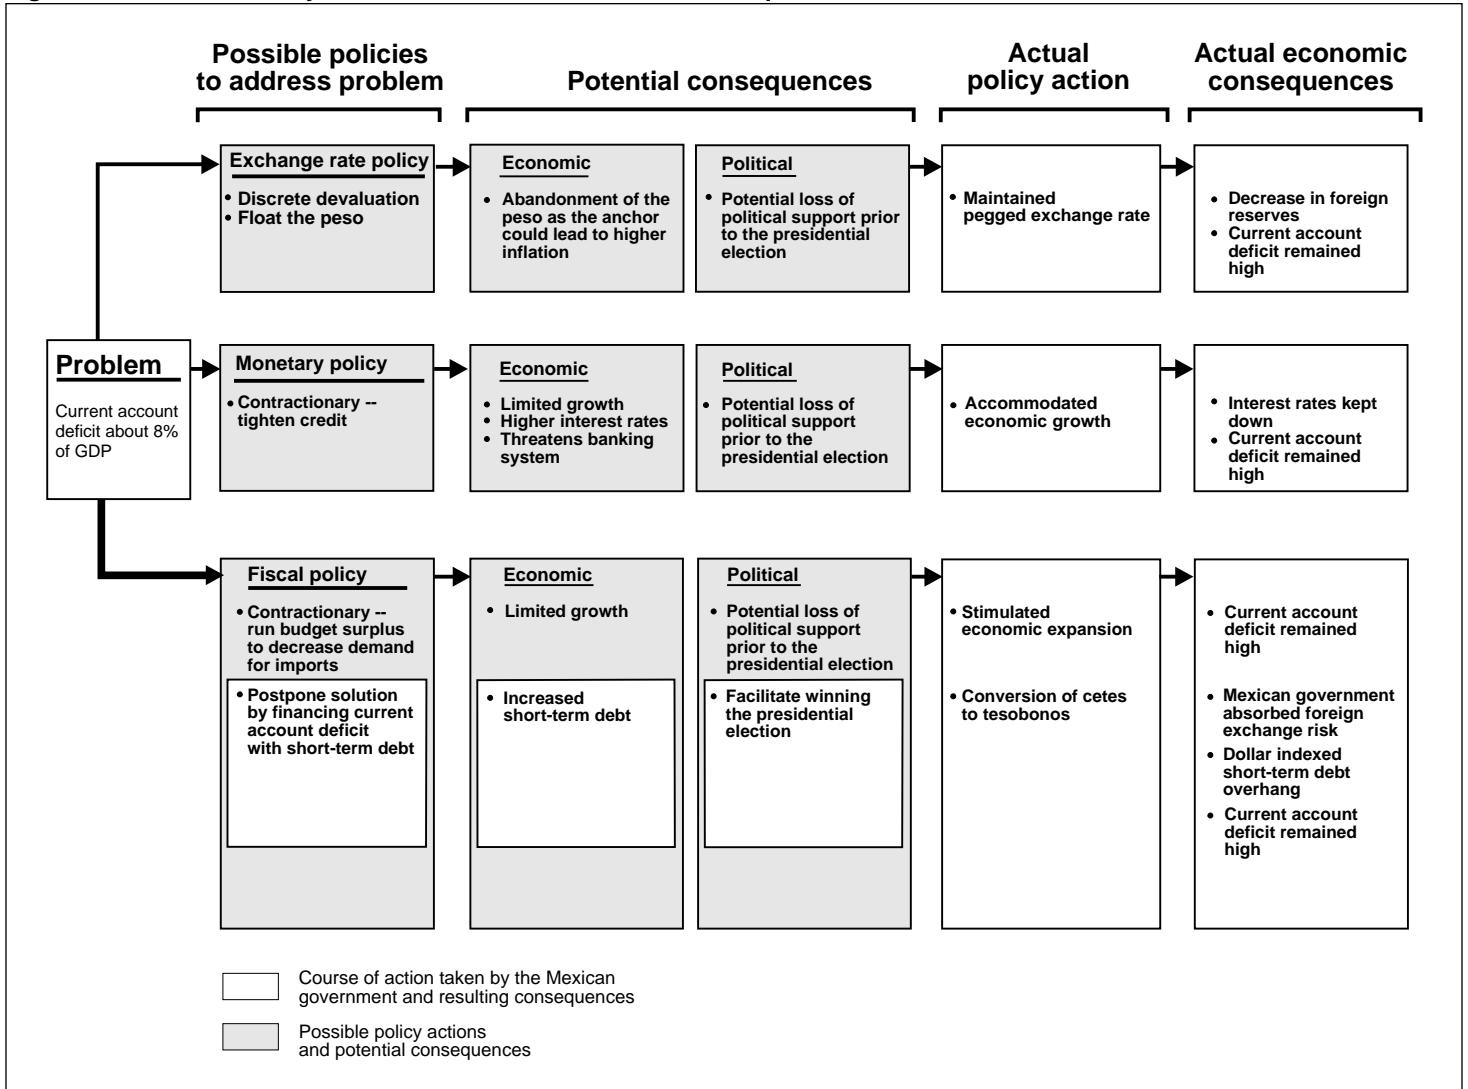 Possible policies
to address problem
Potential consequences
Actual
policy action
Actual economic
consequences
Exchange rate policy
• Discrete devaluation
• Float the peso
Economic
• Abandonment of the
peso as the anchor
could lead to higher
inflation
Political
• Potential loss of
political support prior
to the presidential
election
• Maintained
pegged exchange rate
• Decrease in foreign
reserves
• Current account
deficit remained
high
Problem
Current account
deficit about 8%
of GDP
Monetary policy
• Contractionary --
tighten credit
Economic
• Limited growth
• Higher interest rates
• Threatens banking
system
Political
• Potential loss of
political support
prior to the
presidential election
• Accommodated
economic growth
• Interest rates kept
down
• Current account
deficit remained
high
Fiscal policy
• Contractionary --
run budget surplus
to decrease demand
for imports
• Postpone solution
by financing current
account deficit
with short-term debt
Economic
• Limited growth
• Increased
short-term debt
Political
• Potential loss of
political support
prior to the
presidential election
• Facilitate winning
the presidential
election
• Stimulated
economic expansion
• Conversion of cetes
to tesobonos
• Current account
deficit remained
high
• Mexican government
absorbed foreign
exchange risk
• Dollar indexed
short-term debt
overhang
• Current account
deficit remained
high
Course of action taken by the Mexican
government and resulting consequences
Possible policy actions
and potential consequences